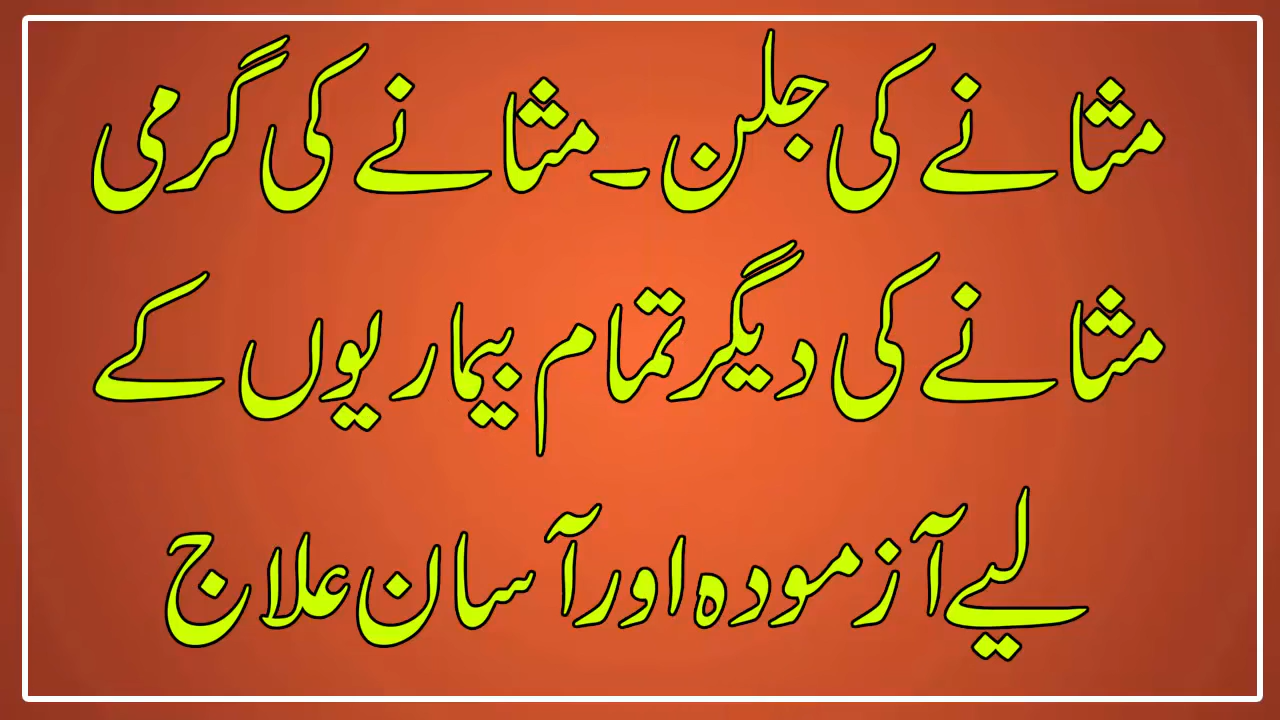 مثانے کی جلن ۔ مثانے کی گرمی
مثانے کی دیگر تمام بیماریوں کے
لیے آزمودہ اور آسان علاج